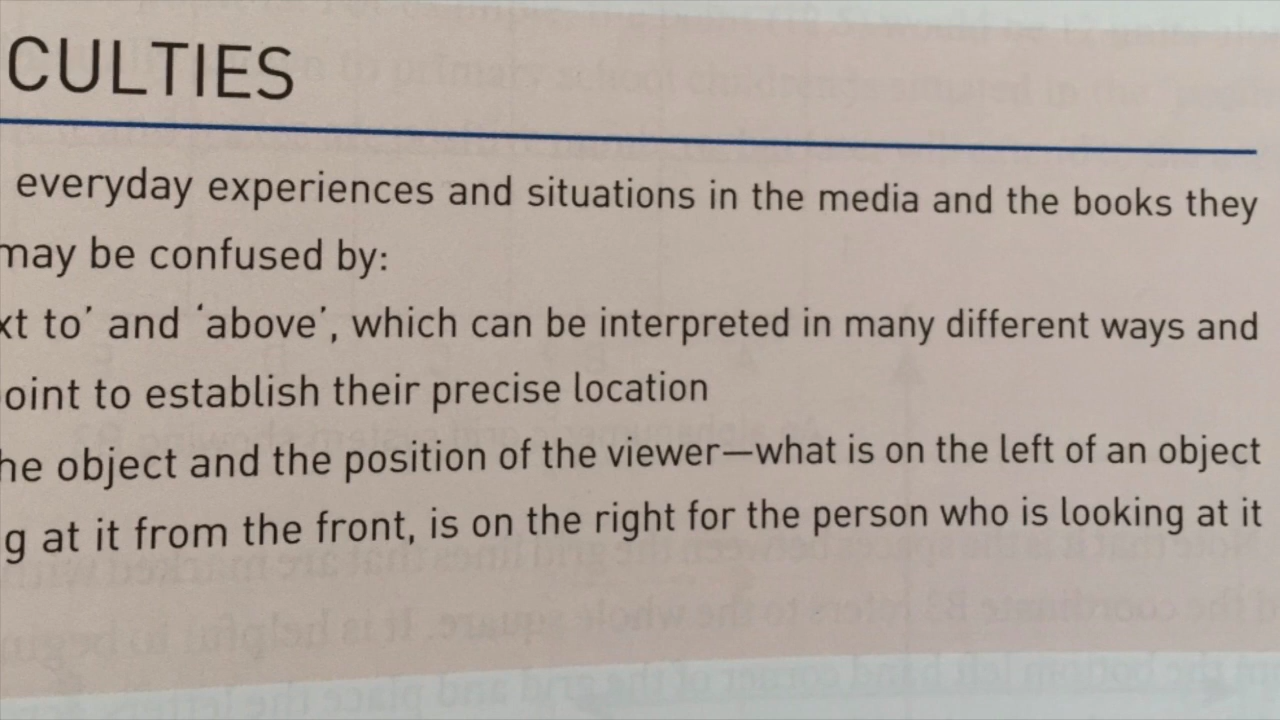 CULTIES
everyday experiences and situations in the media and the books they
may be confused by:
xt to’ and ‘above’, which can be interpreted in many different ways and
oint to establish their precise location
he object and the position of the viewer—what is on the left of an object
g at it from the front, is on the right for the person who is looking at it